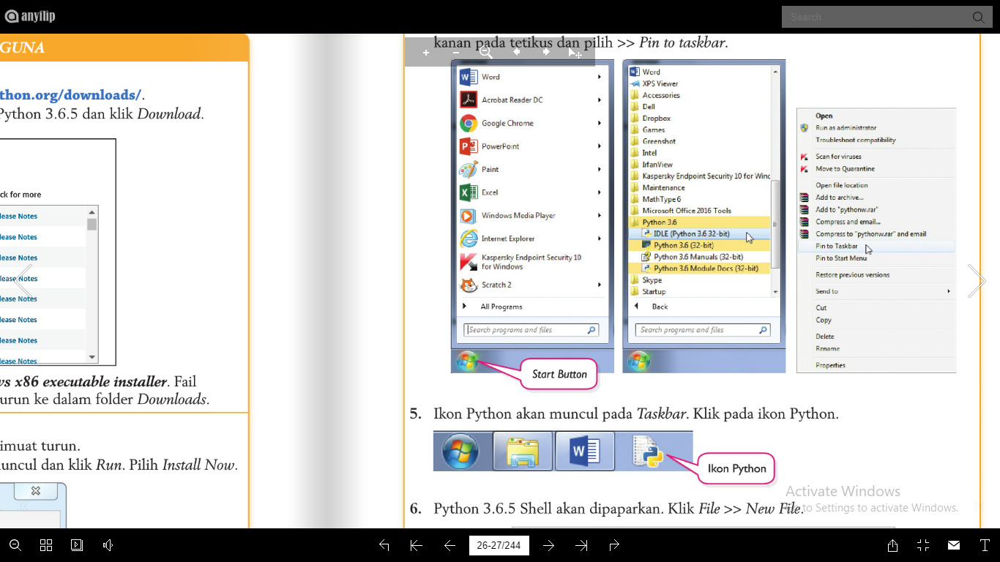 anyflip
Search
GUNA
thon.org/downloads/.
Python 3.6.5 dan klik Download.
ck for more
lease Notes
lease Notes
lease Notes
lease Notes
lease Notes
lease Notes
lease Notes
lease Notes
vs x86 executable installer. Fail
urun ke dalam folder Downloads.
imuat turun.
uncul dan klik Run. Pilih Install Now.
kanan pada tetikus dan pilih >> Pin to taskbar.
Word
Acrobat Reader DC
Google Chrome
PowerPoint
Paint
Excel
Windows Media Player
Internet Explorer
Kaspersky Endpoint Security 10
for Windows
Scratch 2
All Programs
Search programs and files
Start Button
Word
XPS Viewer
Accessories
Dell
Dropbox
Games
Greenshot
Intel
IrfanView
Kaspersky Endpoint Security 10 for Winc
Maintenance
MathType6
Microsoft Office 2016 Tools
Python 3.6
IDLE (Python 3.6 32-bit)
Python 3.6 (32-bit)
Python 3.6 Manuals (32-bit)
Python 3.6 Module Docs (32-bit)
Skype
Startup
Back
Search programs and files
Open
Run as administrator
Troubleshoot compatibility
Scan for viruses
Move to Quarantine
Open file location
Add to archive...
Add to "pythonw.rar"
Compress and email...
Compress to "pythonw.rar" and email
Pin to Taskbar
Pin to Start Menu
Restore previous versions
Send to
Cut
Copy
Delete
Rename
Properties
5. Ikon Python akan muncul pada Taskbar. Klik pada ikon Python.
Ikon Python
6. Python 3.6.5 Shell akan dipaparkan. Klik File >> New File.
Activate Windows
Go to Settings to activate Windows.
26-27/244